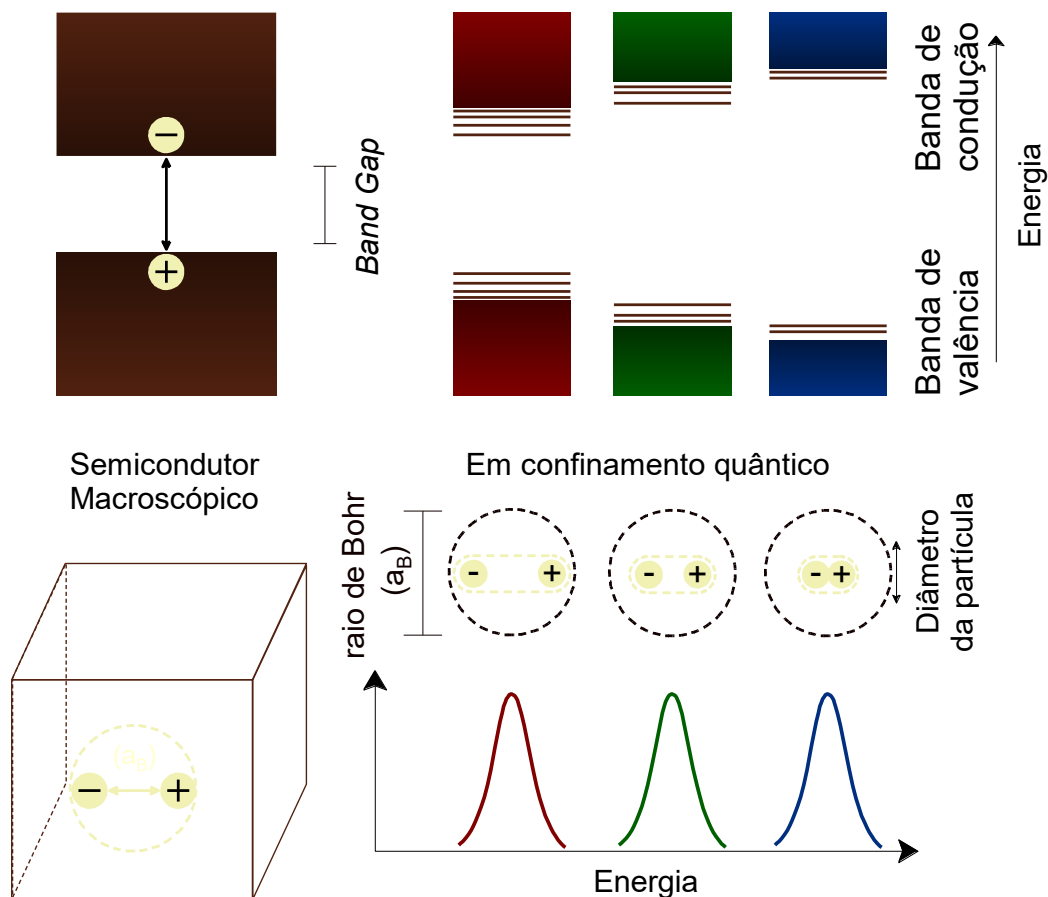 −
+
Band Gap
Banda de
condução
Banda de
valência
Energia
Semicondutor
Macroscópico
Em confinamento quântico
raio de Bohr
(aB)
- +
- +
- +
Diâmetro
da partícula
(aB)
− +
Energia